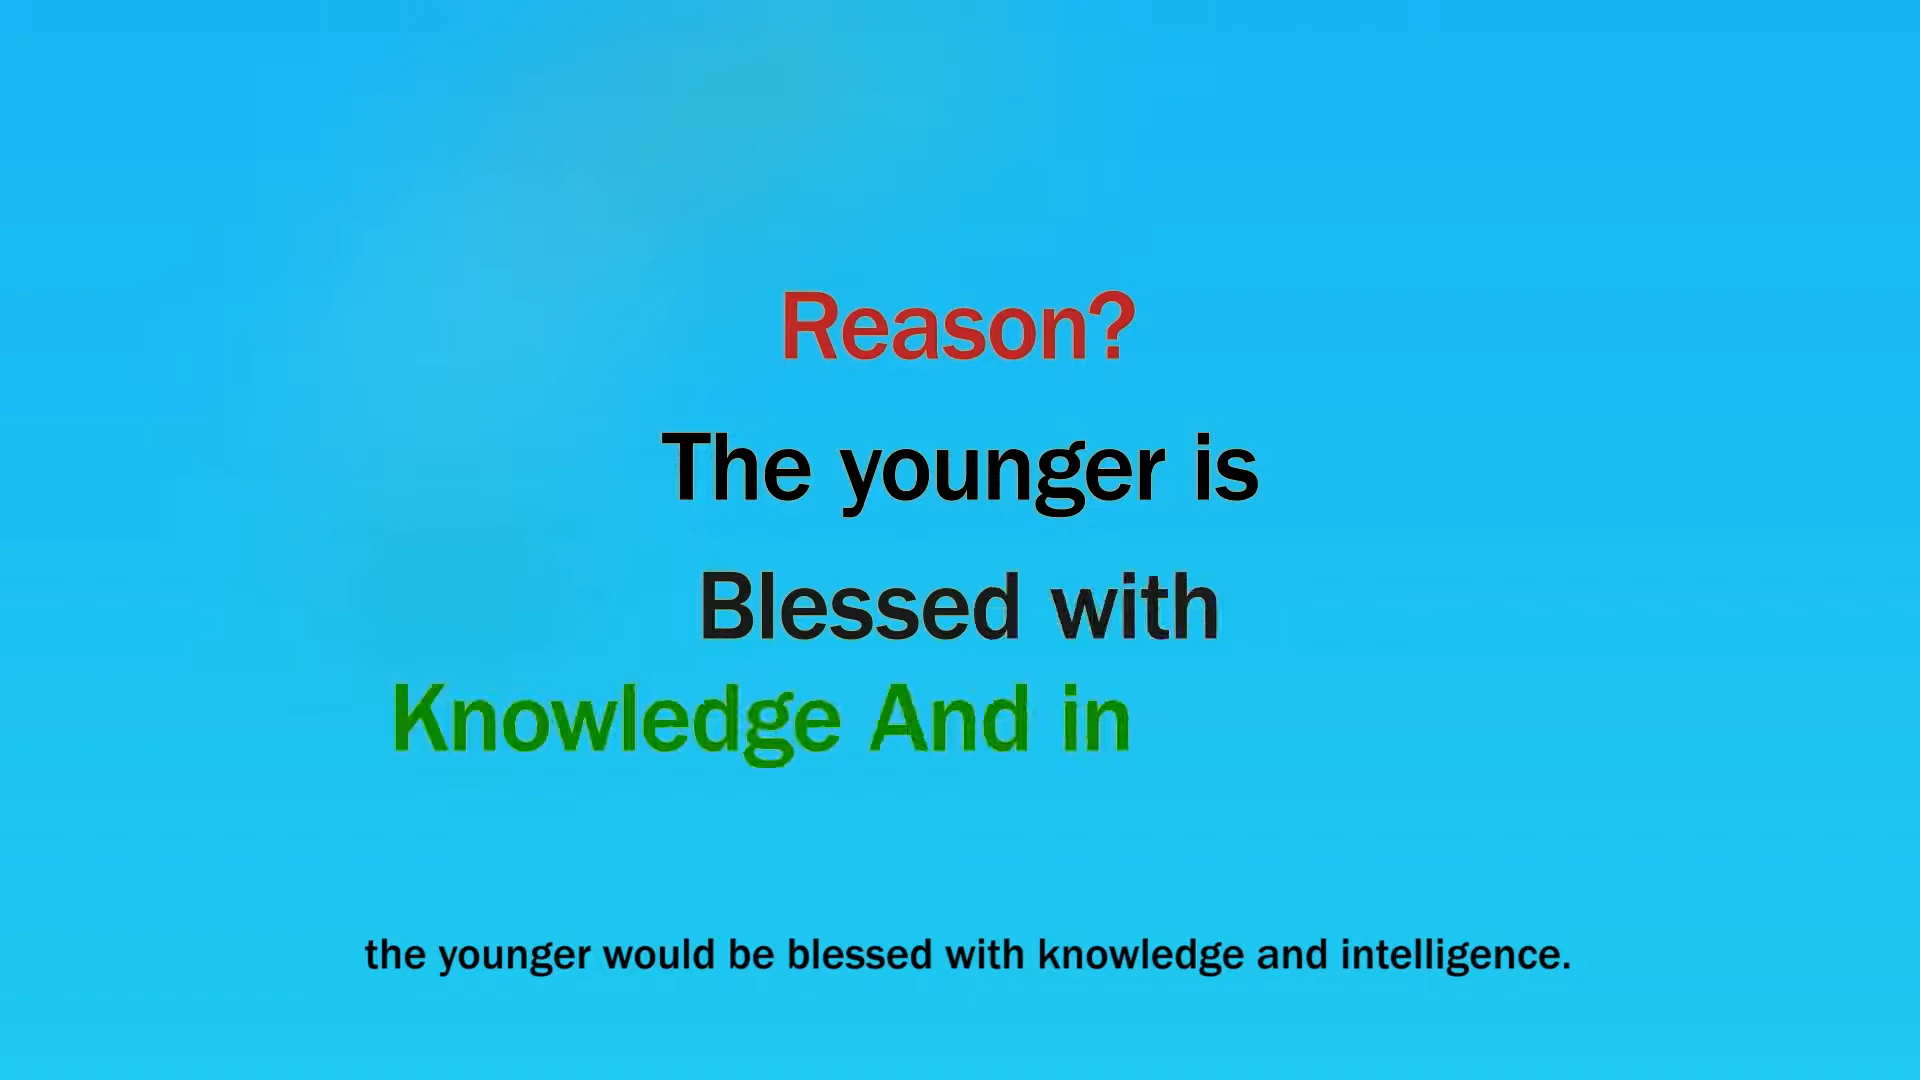 Reason?
The younger is
Blessed with
Knowledge And in
the younger would be blessed with knowledge and intelligence.